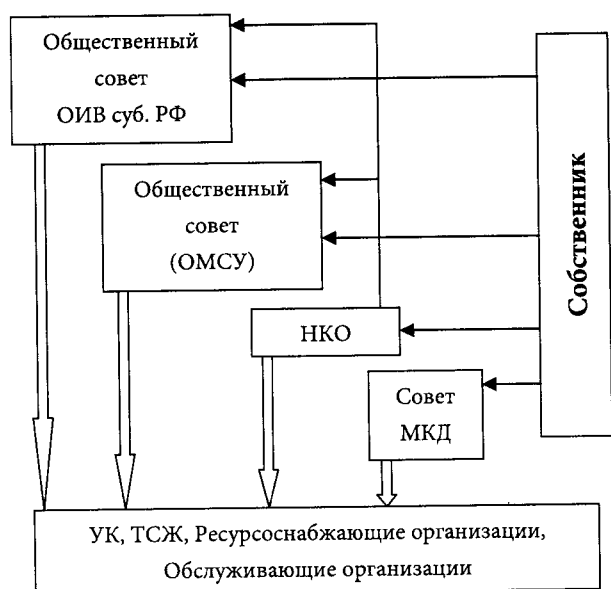 Общественный
совет
ОИВ суб. РФ
Общественный
совет
(ОМСУ)
НКО
Совет
МКД
Собственник
УК, ТСЖ, Ресурсоснабжающие организации,
Обслуживающие организации